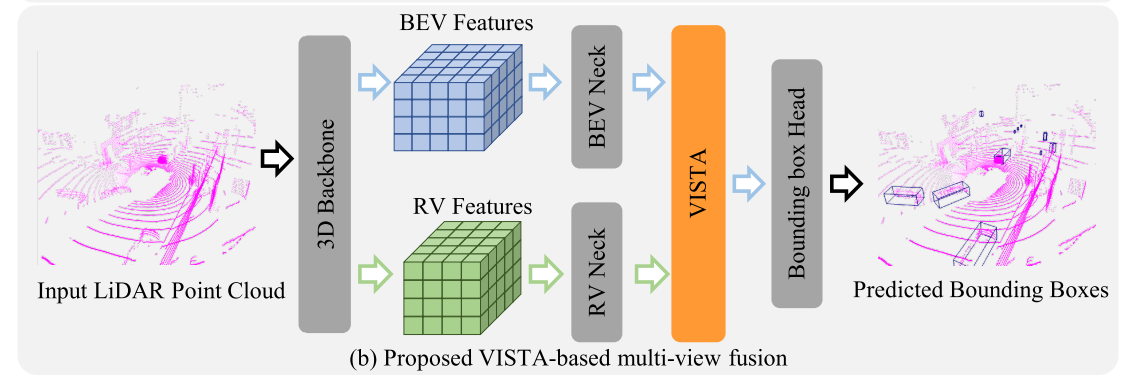 BEV Features
3D Backbone
BEV Neck
VISTA
Bounding box Head
RV Features
RV Neck
Input LiDAR Point Cloud
Predicted Bounding Boxes
(b) Proposed VISTA-based multi-view fusion